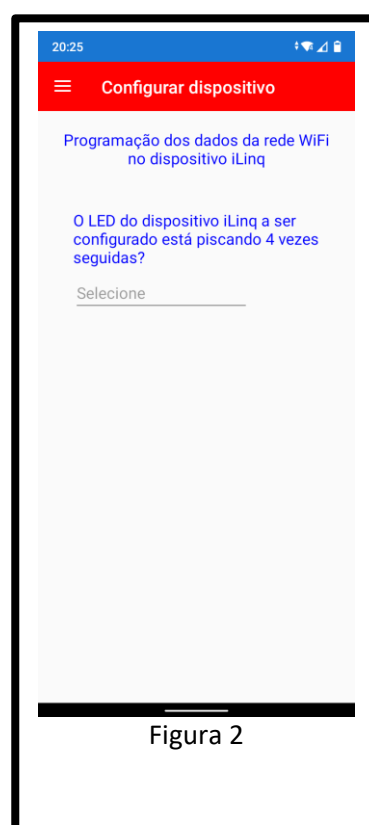 20:25
Configurar dispositivo
Programação dos dados da rede WiFi
no dispositivo iLinq
O LED do dispositivo iLinq a ser
configurado está piscando 4 vezes
seguidas?
Selecione
Figura 2